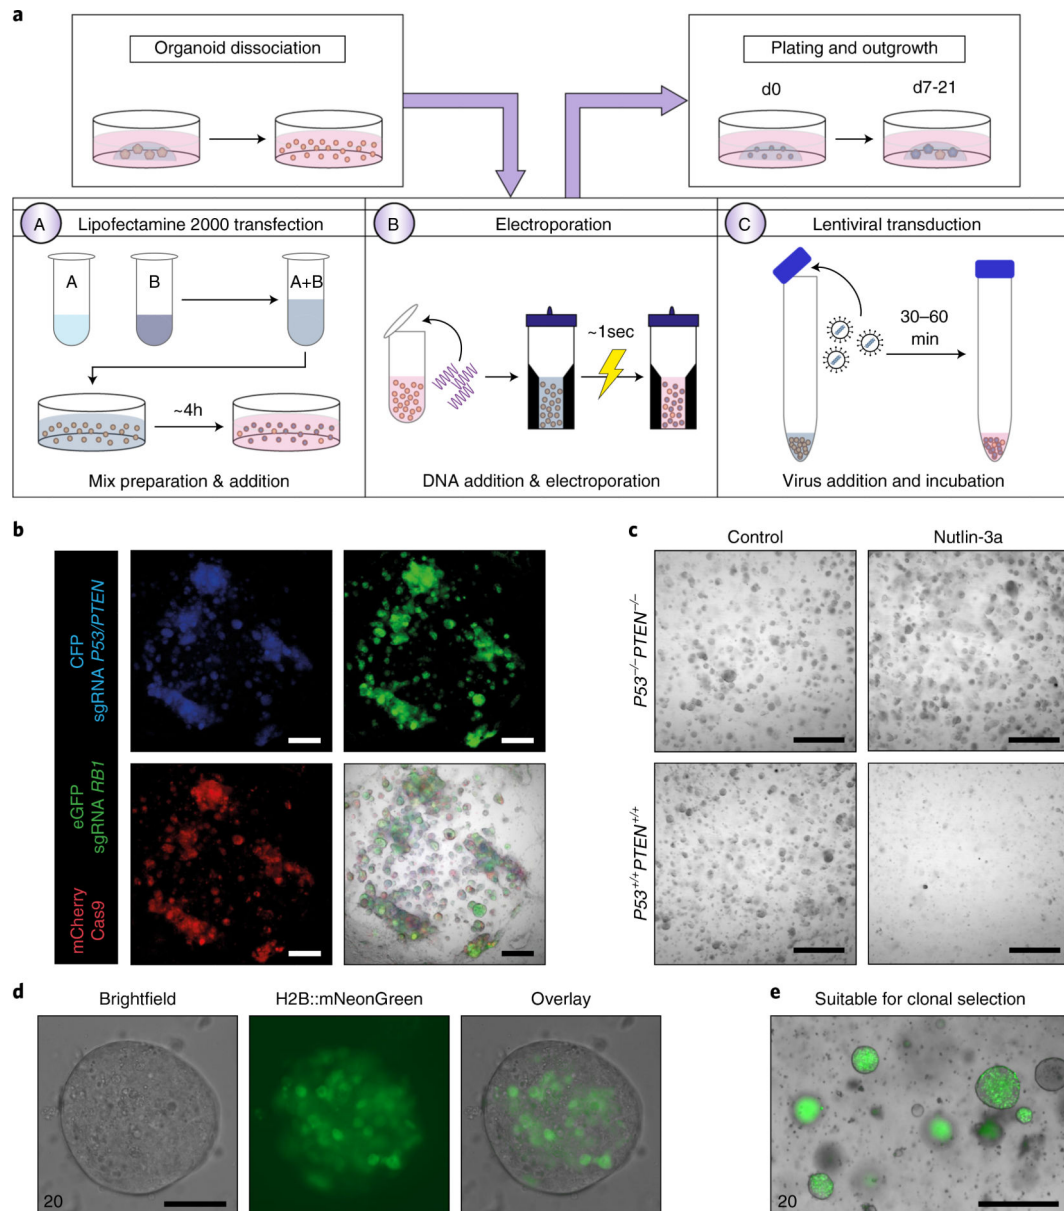 a
Organoid dissociation
Plating and outgrowth
d0
d7-21
A
Lipofectamine 2000 transfection
B
Electroporation
C
Lentiviral transduction
A
B
A+B
~4h
Mix preparation & addition
~1sec
DNA addition & electroporation
30–60
min
Virus addition and incubation
b
CFP
sgRNA P53/PTEN
eGFP
sgRNA RB1
mCherry
Cas9
c
Control
Nutlin-3a
P53–/–PTEN–/–
P53+/+PTEN+/+
d
Brightfield
H2B::mNeonGreen
Overlay
20
e
Suitable for clonal selection
20